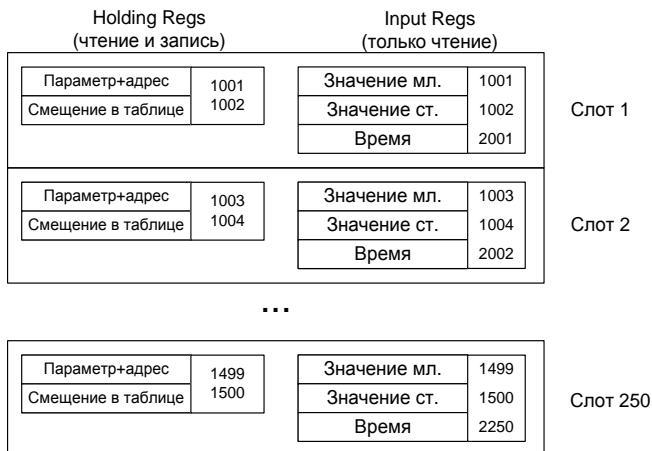 Holding Regs
(чтение и запись)
Input Regs
(только чтение)
Параметр+адрес 1001
Смещение в таблице 1002
Значение мл. 1001
Значение ст. 1002
Время 2001
Слот 1
Параметр+адрес 1003
Смещение в таблице 1004
Значение мл. 1003
Значение ст. 1004
Время 2002
Слот 2
...
Параметр+адрес 1499
Смещение в таблице 1500
Значение мл. 1499
Значение ст. 1500
Время 2250
Слот 250